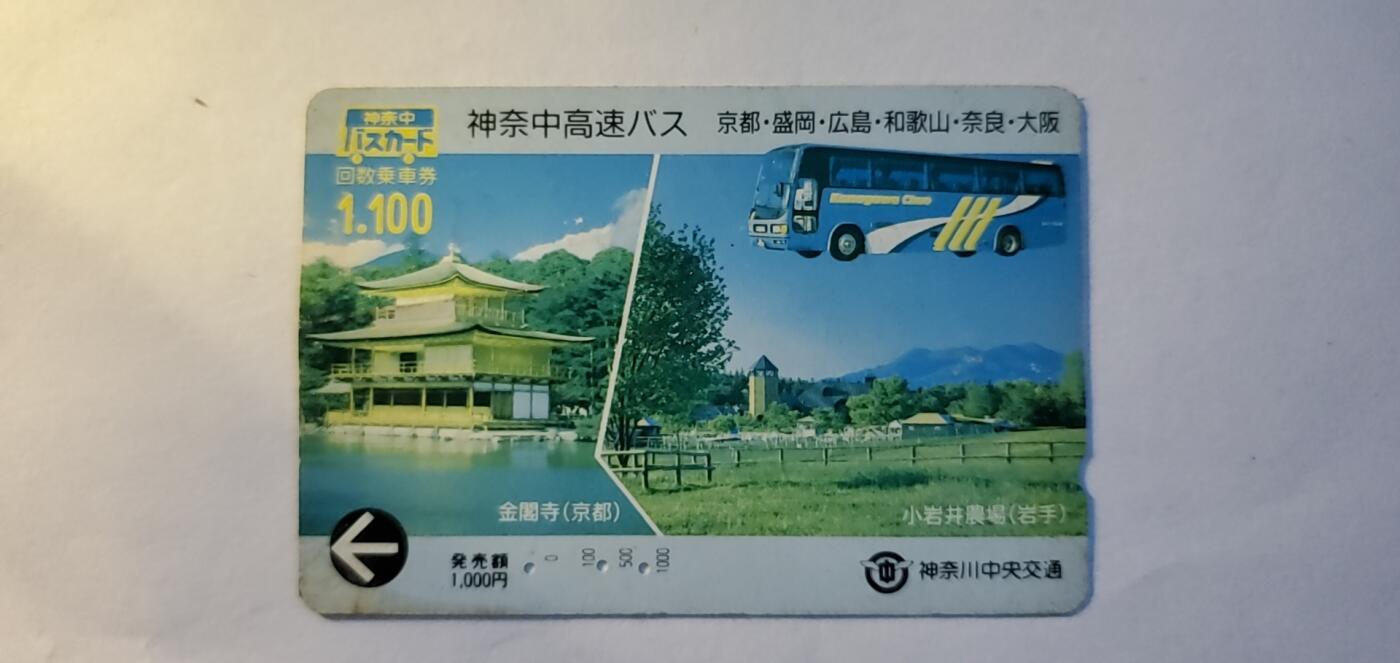 神奈中
バスカード
回数乗車券
1.100
神奈中高速バス 京都・盛岡・広島・和歌山・奈良・大阪
Kanagawa Chuo
金閣寺(京都)
小岩井農場(岩手)
発売額
1,000円
0 100 500 1000
中
神奈川中央交通